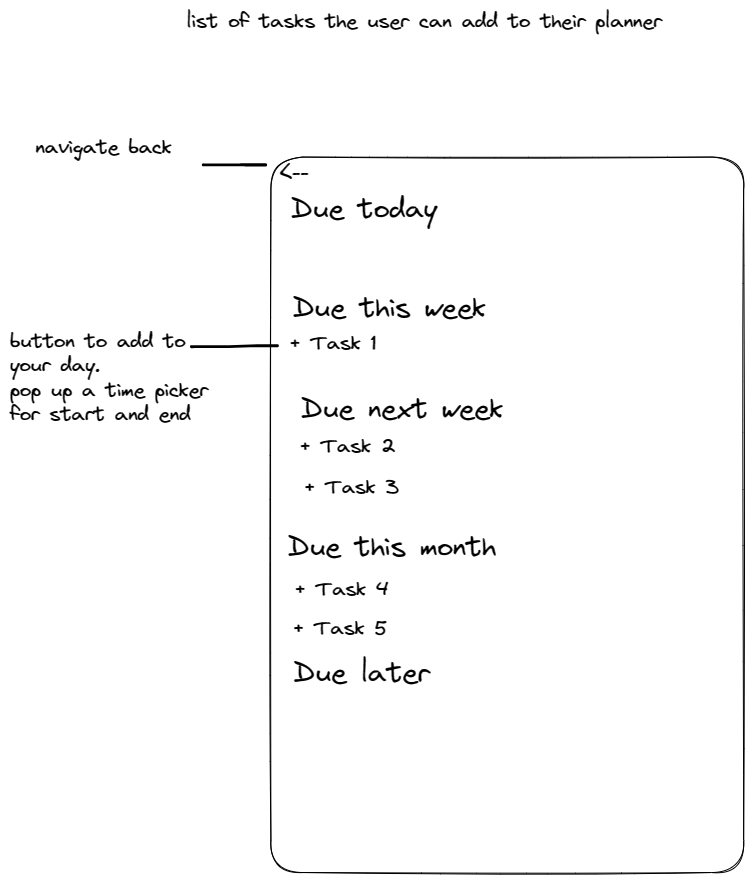 list of tasks the user can add to their planner
navigate back
<--
Due today
Due this week
button to add to
your day.
pop up a time picker
for start and end
+ Task 1
Due next week
+ Task 2
+ Task 3
Due this month
+ Task 4
+ Task 5
Due later